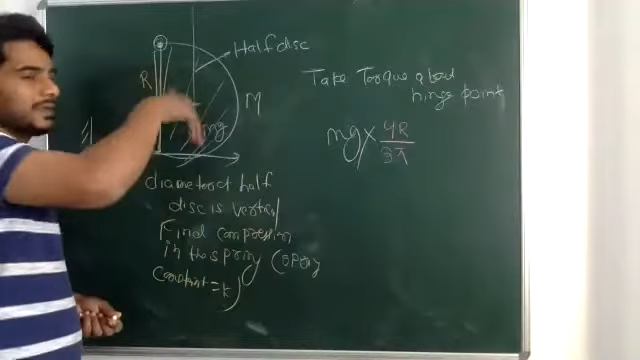 Half disc
R
M
mg
Take Torque about
hinge point
mg × 4R
3π
diameter of half
disc is vertical
Find compression
in the spring (spring
constant = k)